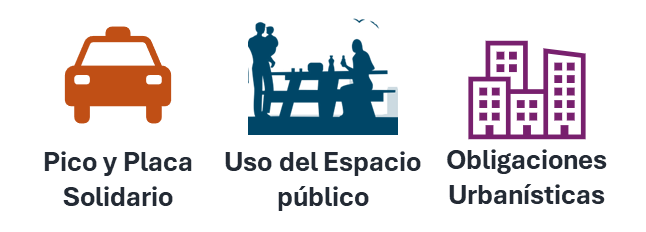 Pico y Placa
Solidario
Uso del Espacio
público
Obligaciones
Urbanísticas